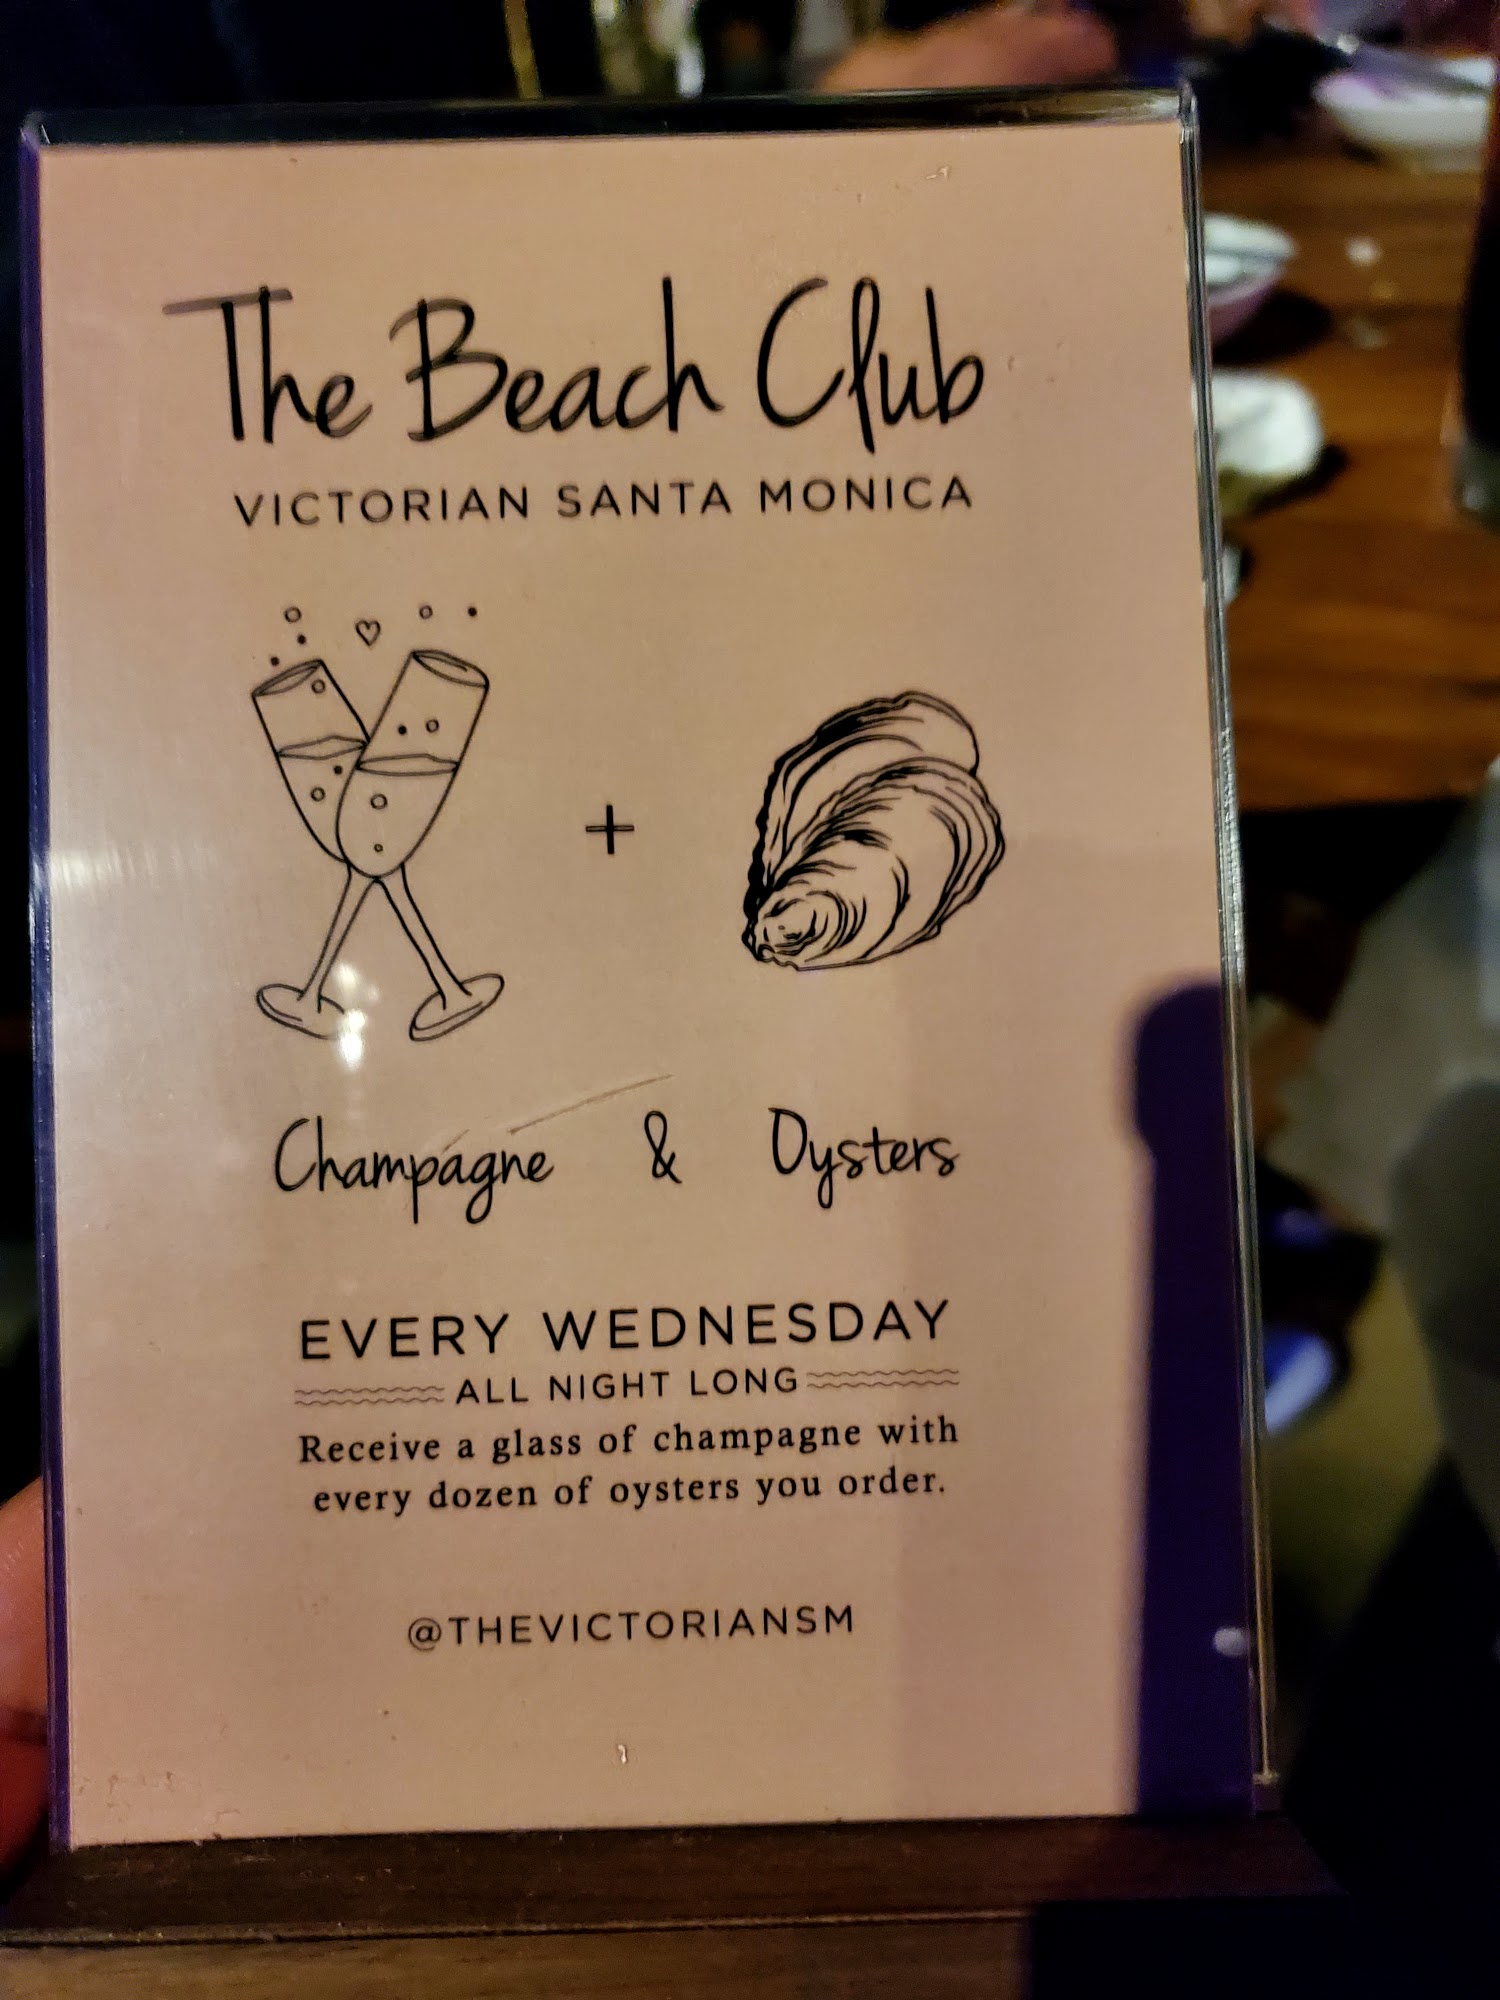 The Beach Club
VICTORIAN SANTA MONICA
+
Champagne & Oysters
EVERY WEDNESDAY
ALL NIGHT LONG
Receive a glass of champagne with
every dozen of oysters you order.
@THEVICTORIANSM